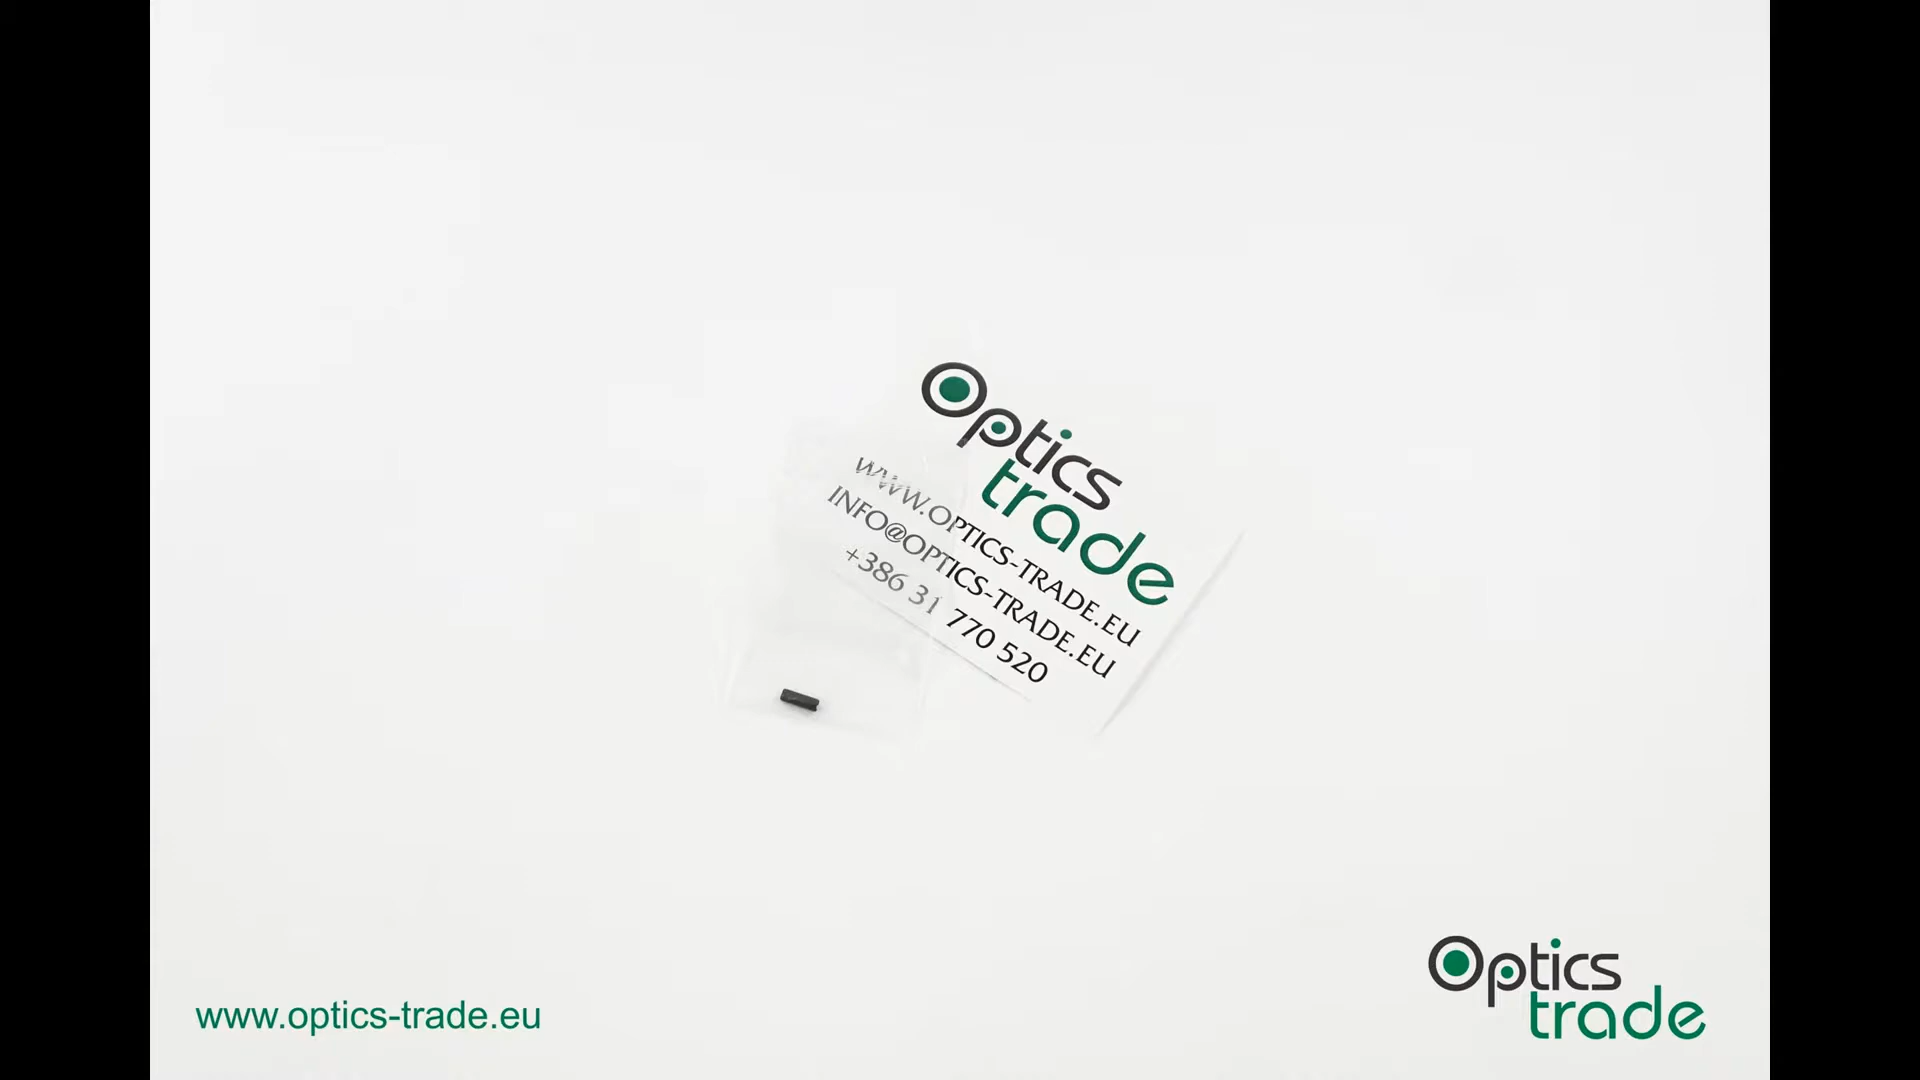 Optics
trade
WWW.OPTICS-TRADE.EU
INFO@OPTICS-TRADE.EU
+386 31 770 520
www.optics-trade.eu
Optics
trade